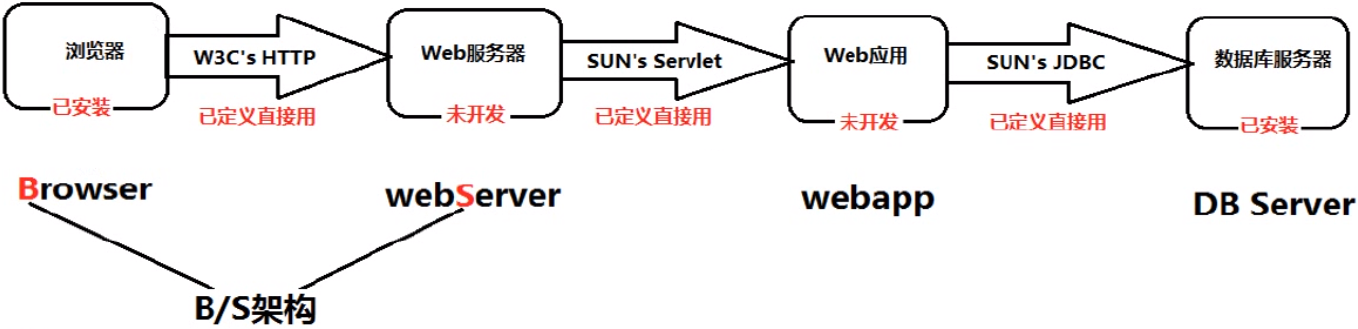 浏览器
已安装
W3C's HTTP
已定义直接用
Web服务器
未开发
SUN's Servlet
已定义直接用
Web应用
未开发
SUN's JDBC
已定义直接用
数据库服务器
已安装
Browser
webServer
webapp
DB Server
B/S架构